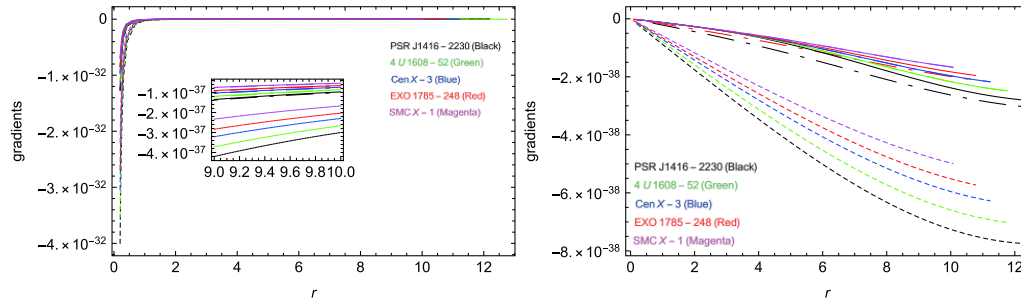 gradients
0
−1. × 10⁻³²
−2. × 10⁻³²
−3. × 10⁻³²
−4. × 10⁻³²
PSR J1416 − 2230 (Black)
4 U 1608 − 52 (Green)
Cen X − 3 (Blue)
EXO 1785 − 248 (Red)
SMC X − 1 (Magenta)
−1. × 10⁻³⁷
−2. × 10⁻³⁷
−3. × 10⁻³⁷
−4. × 10⁻³⁷
9.0 9.2 9.4 9.6 9.8 10.0
0 2 4 6 8 10 12
r
gradients
0
−2. × 10⁻³⁸
−4. × 10⁻³⁸
−6. × 10⁻³⁸
−8. × 10⁻³⁸
PSR J1416 − 2230 (Black)
4 U 1608 − 52 (Green)
Cen X − 3 (Blue)
EXO 1785 − 248 (Red)
SMC X − 1 (Magenta)
0 2 4 6 8 10 12
r